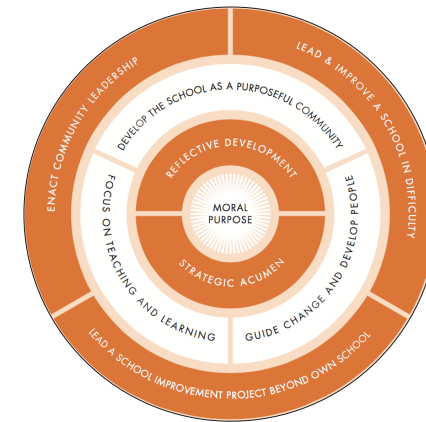 ENACT COMMUNITY LEADERSHIP
LEAD & IMPROVE A SCHOOL IN DIFFICUITY
DEVELOP THE SCHOOL AS A PURPOSEFUL COMMUNITY
REFLECTIVE DEVELOPMENT
MORAL
PURPOSE
STRATEGIC ACUMEN
FOCUS ON TEACHING AND LEARNING
GUIDE CHANGE AND DEVELOP PEOPLE
LEAD A SCHOOL IMPROVEMENT PROJECT BEYOND OWN SCHOOL